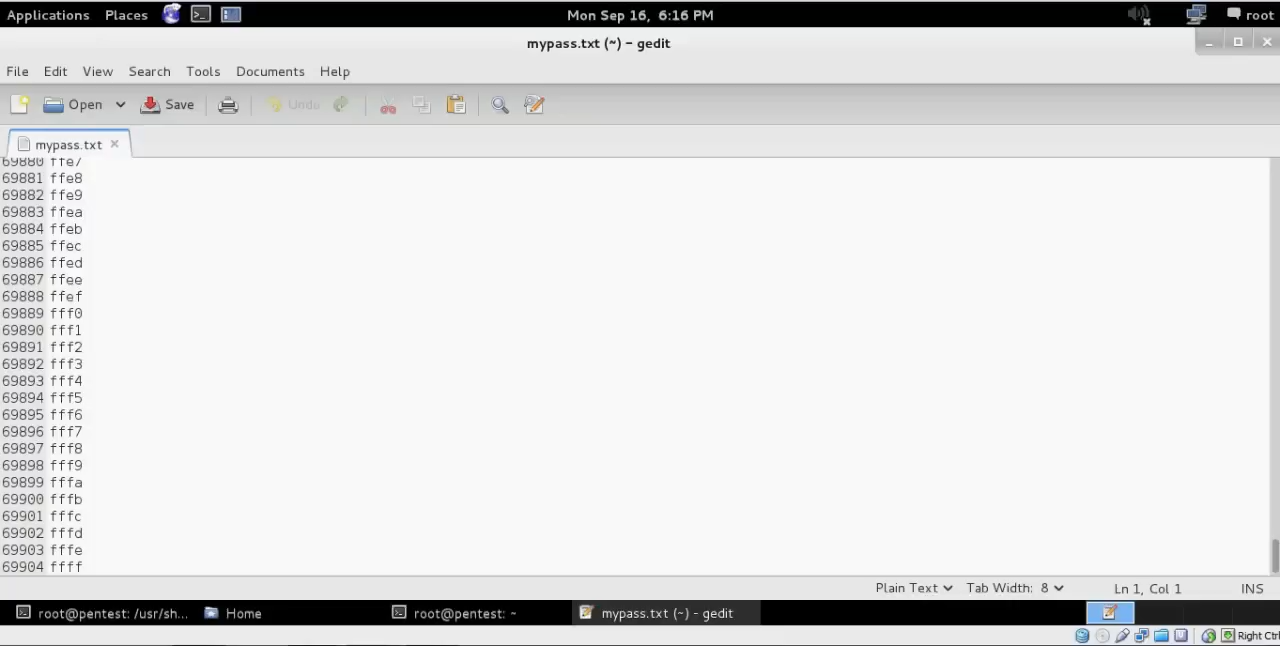 Applications Places Mon Sep 16, 6:16 PM root
mypass.txt (~) - gedit
File Edit View Search Tools Documents Help
Open Save Undo
mypass.txt
69880 ffe7
69881 ffe8
69882 ffe9
69883 ffea
69884 ffeb
69885 ffec
69886 ffed
69887 ffee
69888 ffef
69889 fff0
69890 fff1
69891 fff2
69892 fff3
69893 fff4
69894 fff5
69895 fff6
69896 fff7
69897 fff8
69898 fff9
69899 fffa
69900 fffb
69901 fffc
69902 fffd
69903 fffe
69904 ffff
Plain Text Tab Width: 8 Ln 1, Col 1 INS
root@pentest: /usr/sh... Home root@pentest: ~ mypass.txt (~) - gedit
Right Ctrl